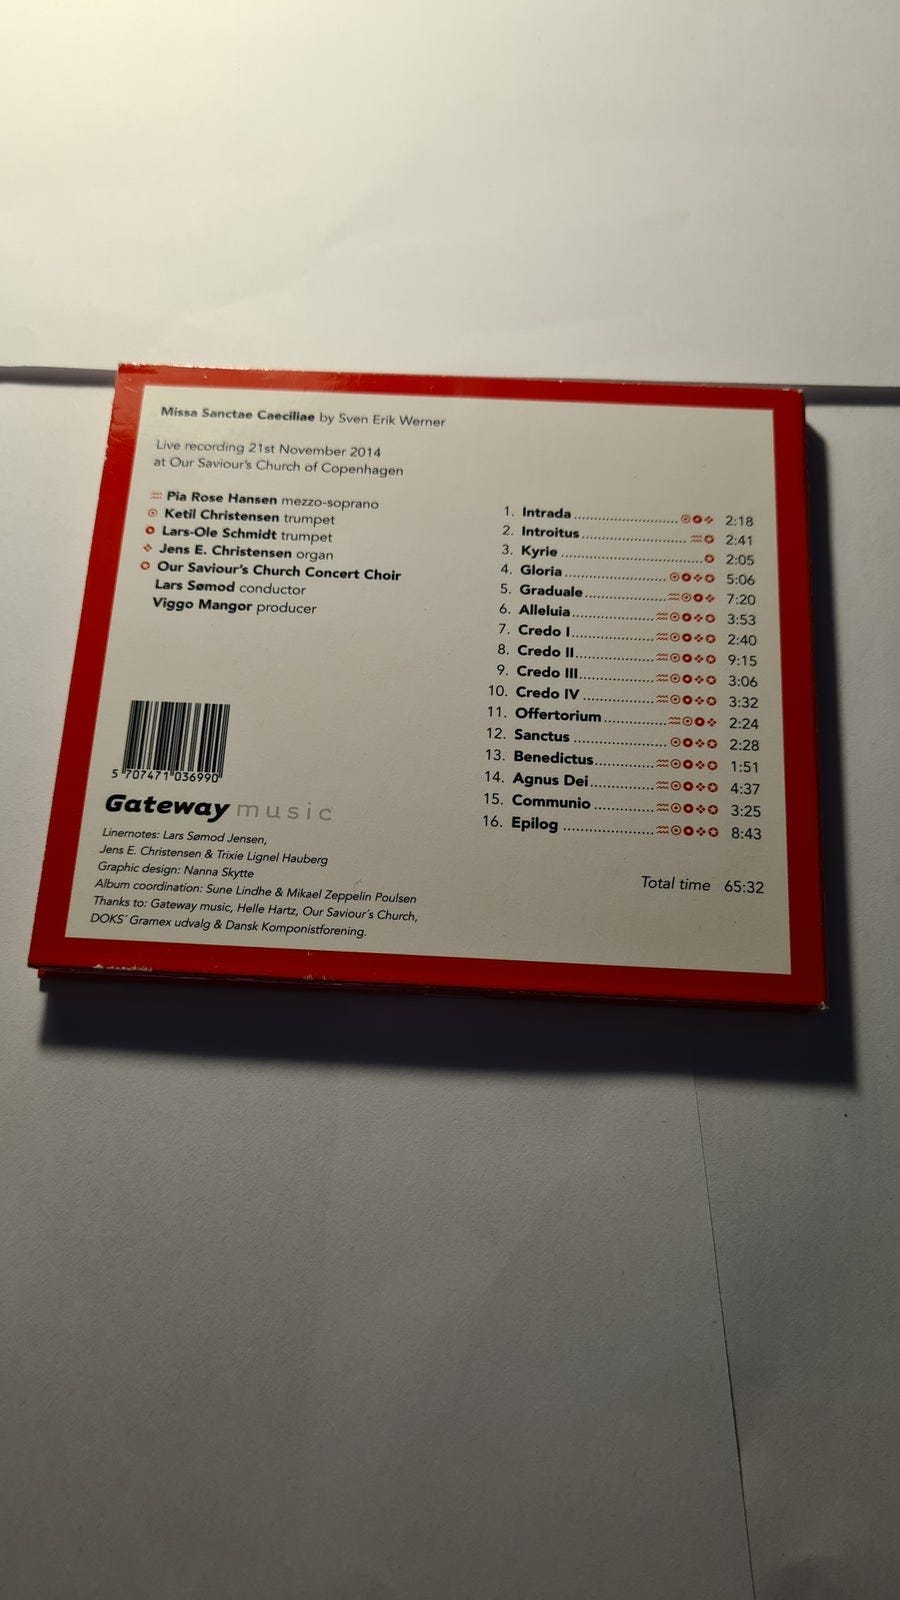 Missa Sanctae Caeciliae by Sven Erik Werner
Live recording 21st November 2014
at Our Saviour's Church of Copenhagen
Pia Rose Hansen mezzo-soprano
Ketil Christensen trumpet
Lars-Ole Schmidt trumpet
Jens E. Christensen organ
Our Saviour's Church Concert Choir
Lars Sømod conductor
Viggo Mangor producer
1. Intrada 2:18
2. Introitus 2:41
3. Kyrie 2:05
4. Gloria 5:06
5. Graduale 7:20
6. Alleluia 3:53
7. Credo I 2:40
8. Credo II 9:15
9. Credo III 3:06
10. Credo IV 3:32
11. Offertorium 2:24
12. Sanctus 2:28
13. Benedictus 1:51
14. Agnus Dei 4:37
15. Communio 3:25
16. Epilog 8:43
Total time 65:32
5 707471 036990
Gateway music
Linernotes: Lars Sømod Jensen,
Jens E. Christensen & Trixie Lignel Hauberg
Graphic design: Nanna Skytte
Album coordination: Sune Lindhe & Mikael Zeppelin Poulsen
Thanks to: Gateway music, Helle Hartz, Our Saviour´s Church,
DOKS´ Gramex udvalg & Dansk Komponistforening.